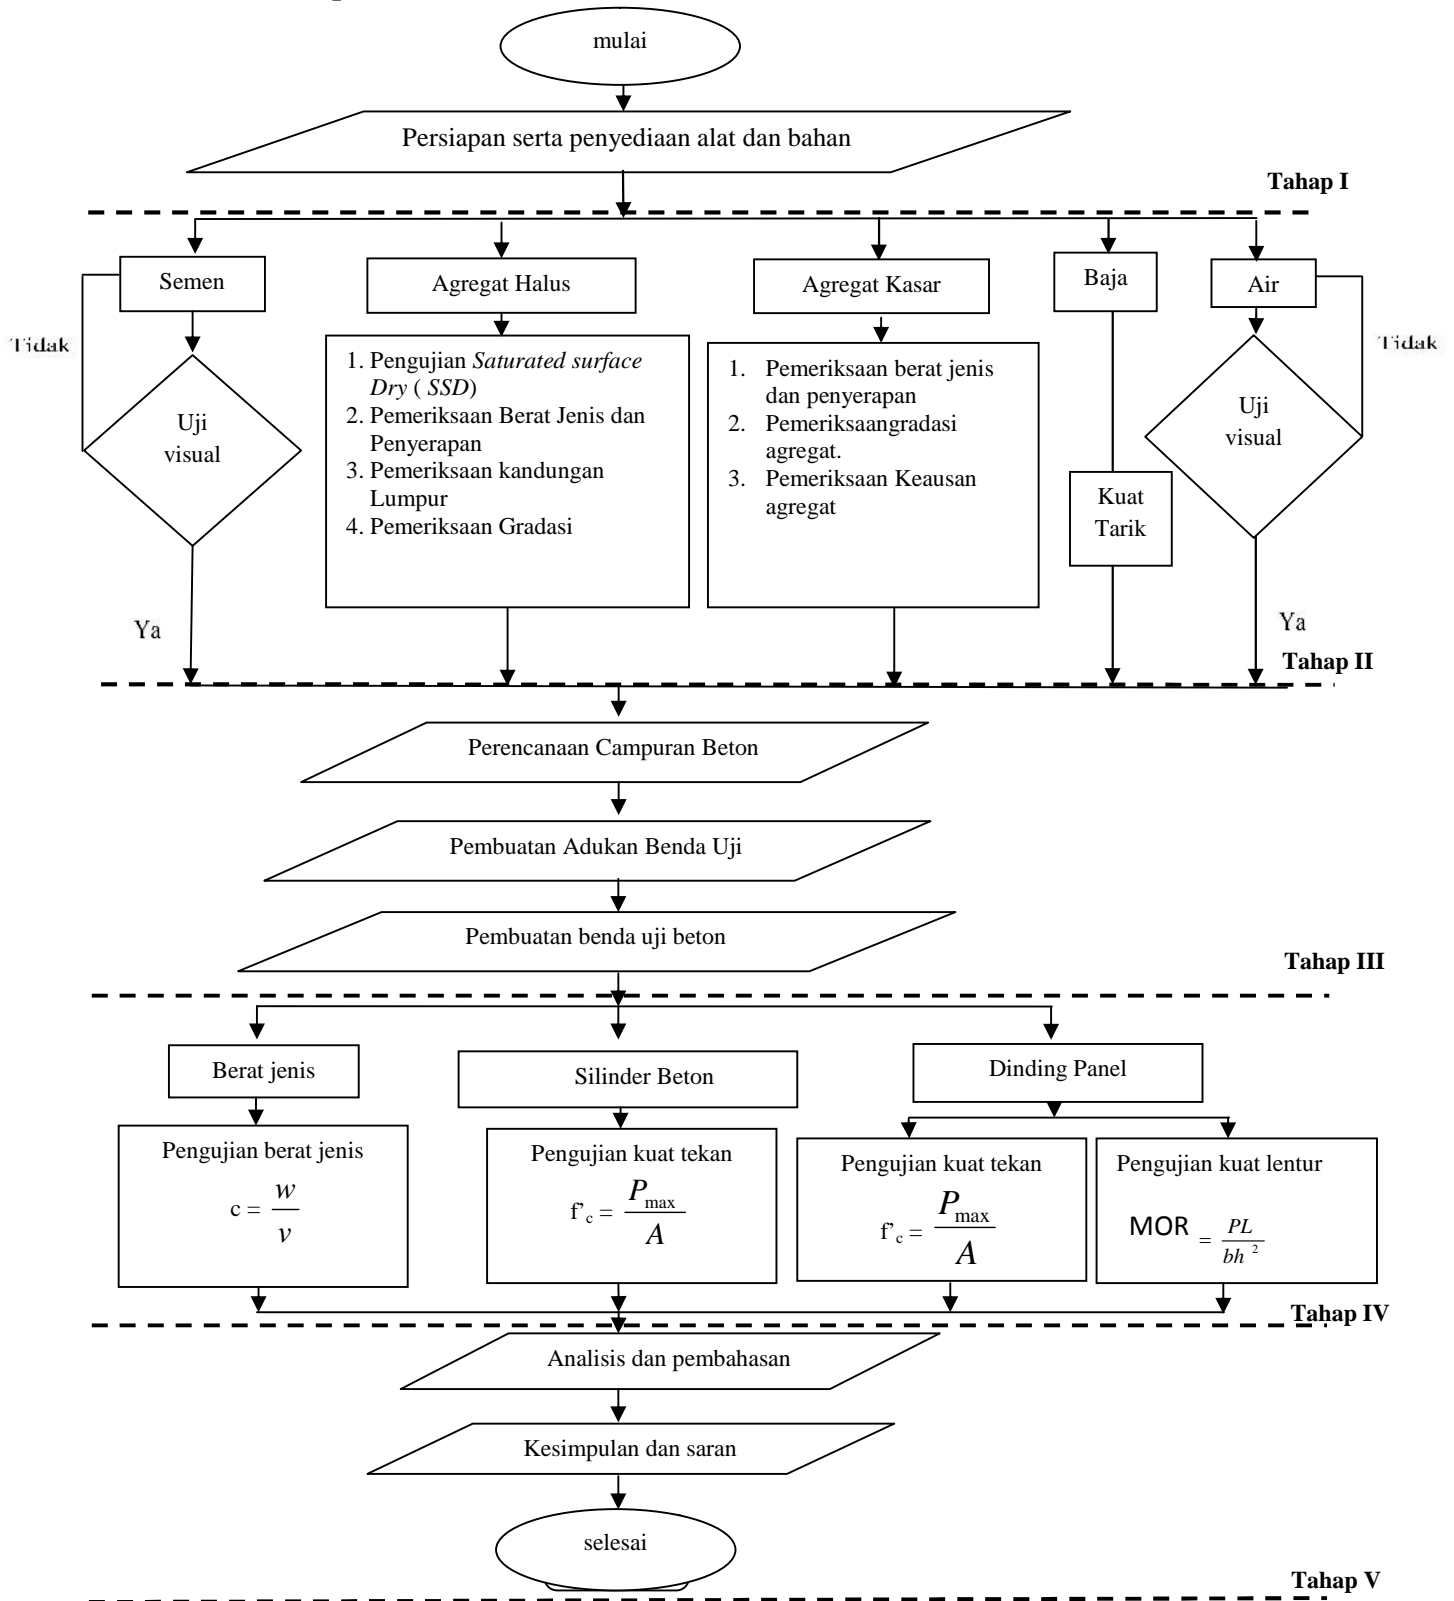 mulai
Persiapan serta penyediaan alat dan bahan
Tahap I
Semen
Agregat Halus
Agregat Kasar
Baja
Air
Tidak
Tidak
Uji
visual
1. Pengujian Saturated surface
Dry ( SSD)
2. Pemeriksaan Berat Jenis dan
Penyerapan
3. Pemeriksaan kandungan
Lumpur
4. Pemeriksaan Gradasi
1. Pemeriksaan berat jenis
dan penyerapan
2. Pemeriksaangradasi
agregat.
3. Pemeriksaan Keausan
agregat
Kuat
Tarik
Uji
visual
Ya
Ya
Tahap II
Perencanaan Campuran Beton
Pembuatan Adukan Benda Uji
Pembuatan benda uji beton
Tahap III
Berat jenis
Silinder Beton
Dinding Panel
Pengujian berat jenis
c = w/v
Pengujian kuat tekan
f'c = Pmax/A
Pengujian kuat tekan
f'c = Pmax/A
Pengujian kuat lentur
MOR = PL/bh²
Tahap IV
Analisis dan pembahasan
Kesimpulan dan saran
selesai
Tahap V